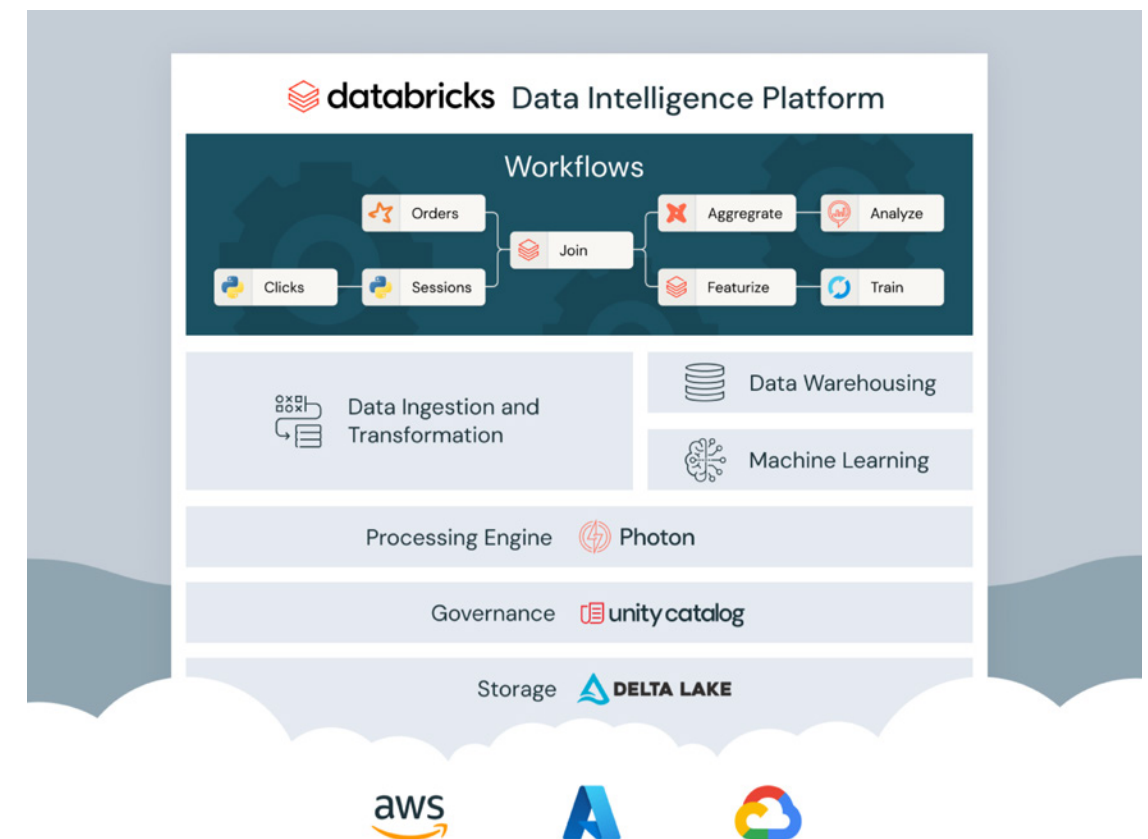 databricks Data Intelligence Platform
Workflows
Orders
Aggregrate
Analyze
Join
Clicks
Sessions
Featurize
Train
Data Ingestion and
Transformation
Data Warehousing
Machine Learning
Processing Engine Photon
Governance unity catalog
Storage DELTA LAKE
aws